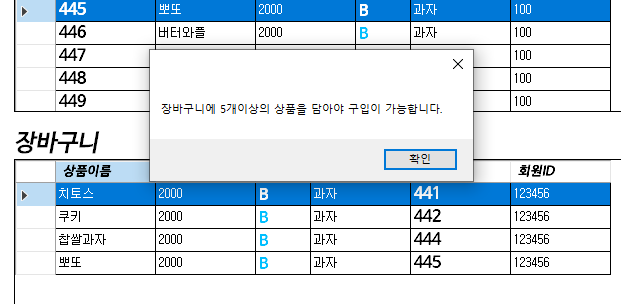 445 뽀또 2000 B 과자 100
446 버터와플 2000 B 과자 100
447 100
448 100
449 100
장바구니에 5개이상의 상품을 담아야 구입이 가능합니다.
확인
장바구니
상품이름 회원ID
치토스 2000 B 과자 441 123456
쿠키 2000 B 과자 442 123456
찹쌀과자 2000 B 과자 444 123456
뽀또 2000 B 과자 445 123456